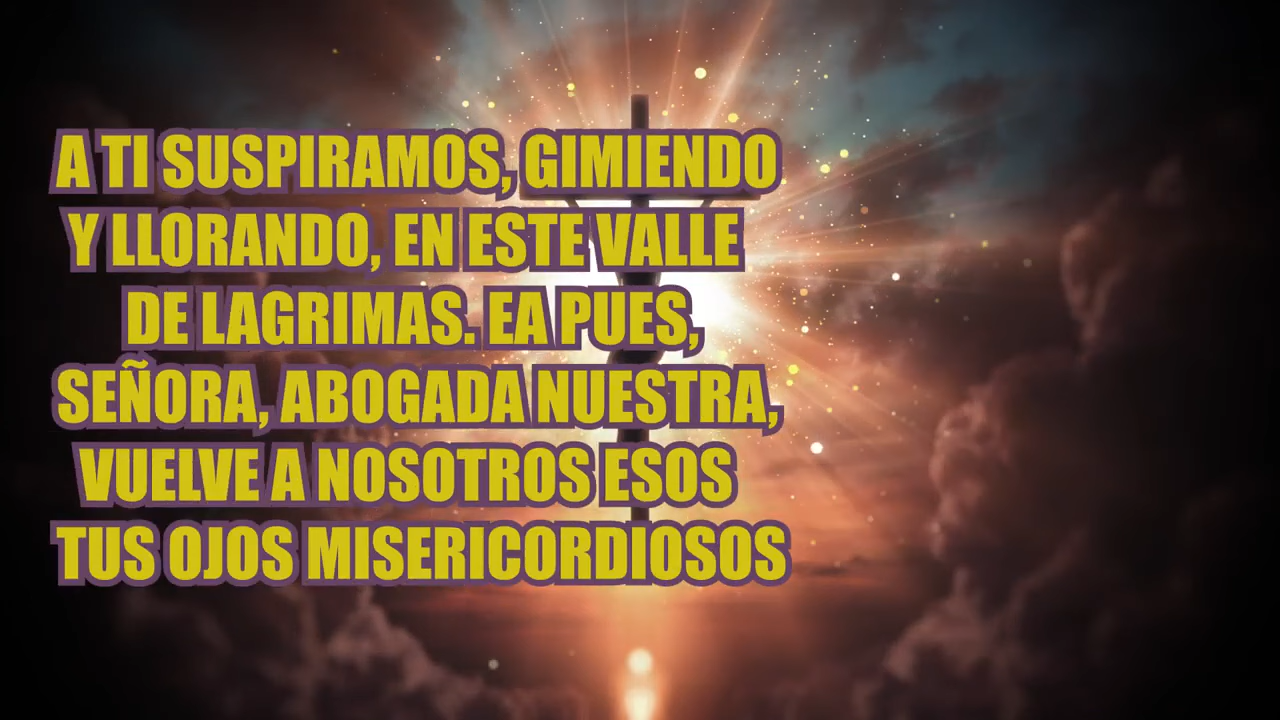 A TI SUSPIRAMOS, GIMIENDO
Y LLORANDO, EN ESTE VALLE
DE LAGRIMAS. EA PUES,
SEÑORA, ABOGADA NUESTRA,
VUELVE A NOSOTROS ESOS
TUS OJOS MISERICORDIOSOS